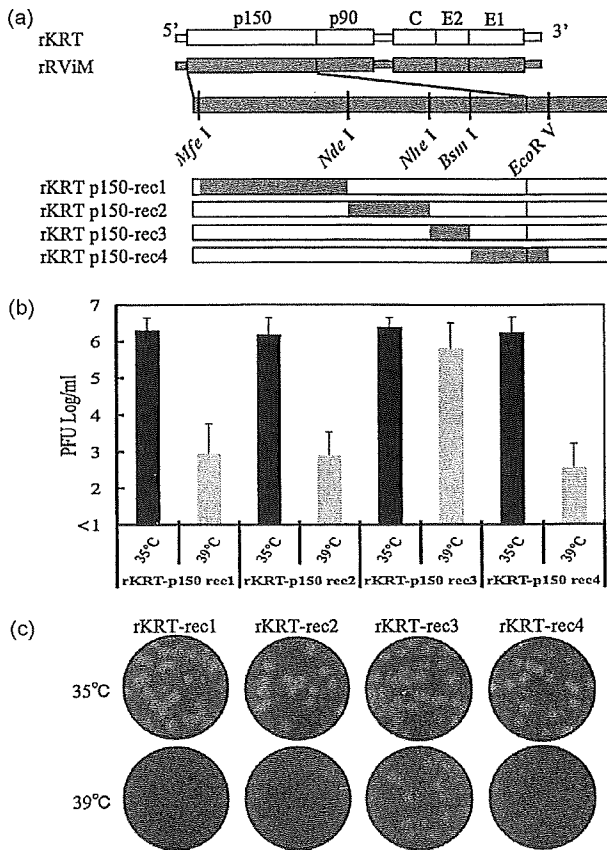 (a)
p150 p90 C E2 E1
5' 3'
rKRT
rRViM
Mfe I Nde I Nhe I Bsm I EcoR V
rKRT p150-rec1
rKRT p150-rec2
rKRT p150-rec3
rKRT p150-rec4
(b)
7
6
5
4
3
2
<1
PFU Log/ml
35°C 39°C 35°C 39°C 35°C 39°C 35°C 39°C
rKRT-p150 rec1 rKRT-p150 rec2 rKRT-p150 rec3 rKRT-p150 rec4
(c)
rKRT-rec1 rKRT-rec2 rKRT-rec3 rKRT-rec4
35°C
39°C